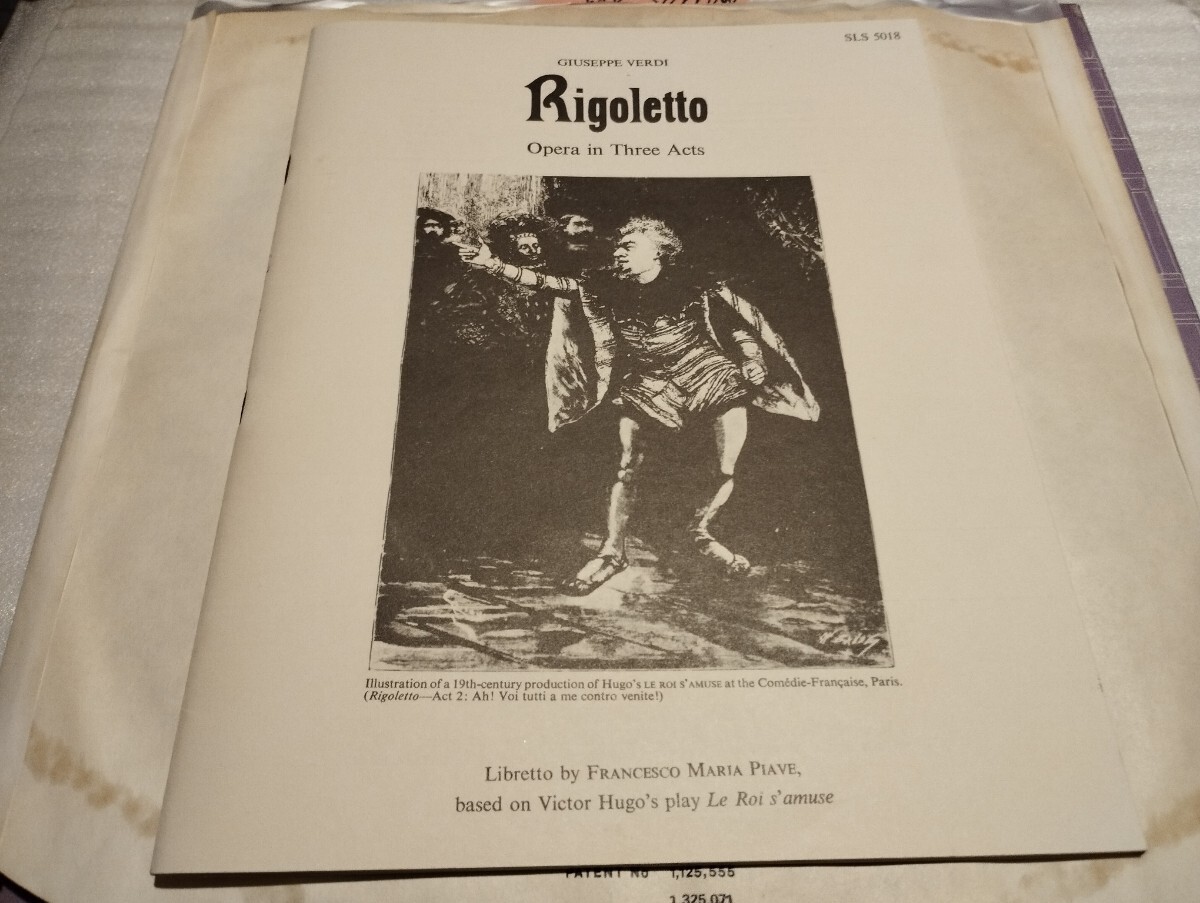 SLS 5018
GIUSEPPE VERDI
Rigoletto
Opera in Three Acts
Illustration of a 19th-century production of Hugo's LE ROI S'AMUSE at the Comédie-Française, Paris.
(Rigoletto—Act 2: Ah! Voi tutti a me contro venite!)
Libretto by FRANCESCO MARIA PIAVE,
based on Victor Hugo's play Le Roi s'amuse
PATENT No 1,125,555
1,325,071